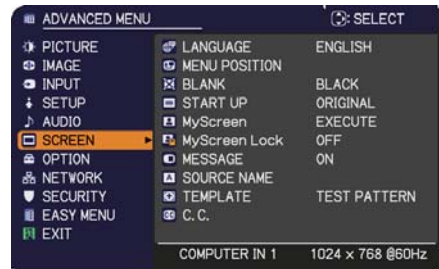 ADVANCED MENU : SELECT
PICTURE
IMAGE
INPUT
SETUP
AUDIO
SCREEN
OPTION
NETWORK
SECURITY
EASY MENU
EXIT
LANGUAGE ENGLISH
MENU POSITION
BLANK BLACK
START UP ORIGINAL
MyScreen EXECUTE
MyScreen Lock OFF
MESSAGE ON
SOURCE NAME
TEMPLATE TEST PATTERN
C. C.
COMPUTER IN 1 1024 x 768 @60Hz